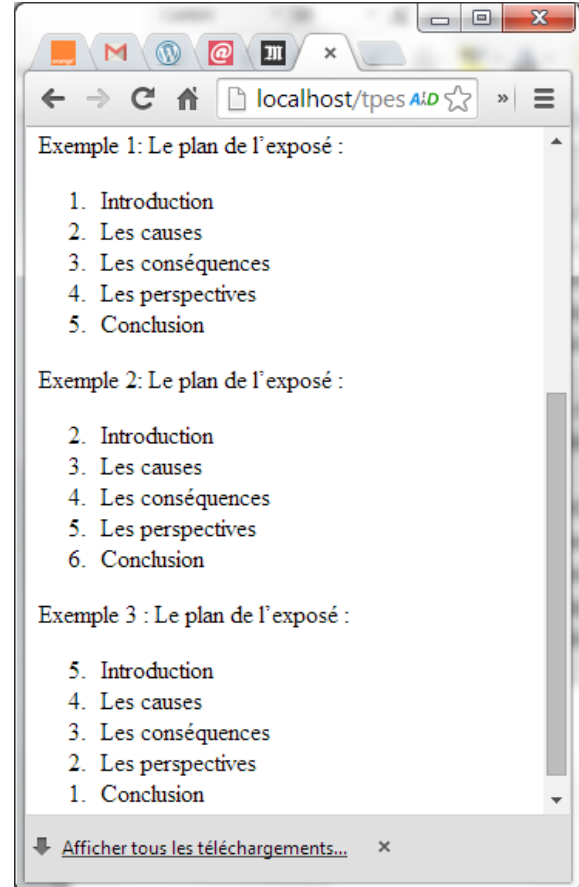 orange
localhost/tpes
Exemple 1: Le plan de l’exposé :
1. Introduction
2. Les causes
3. Les conséquences
4. Les perspectives
5. Conclusion
Exemple 2: Le plan de l’exposé :
2. Introduction
3. Les causes
4. Les conséquences
5. Les perspectives
6. Conclusion
Exemple 3 : Le plan de l’exposé :
5. Introduction
4. Les causes
3. Les conséquences
2. Les perspectives
1. Conclusion
Afficher tous les téléchargements...